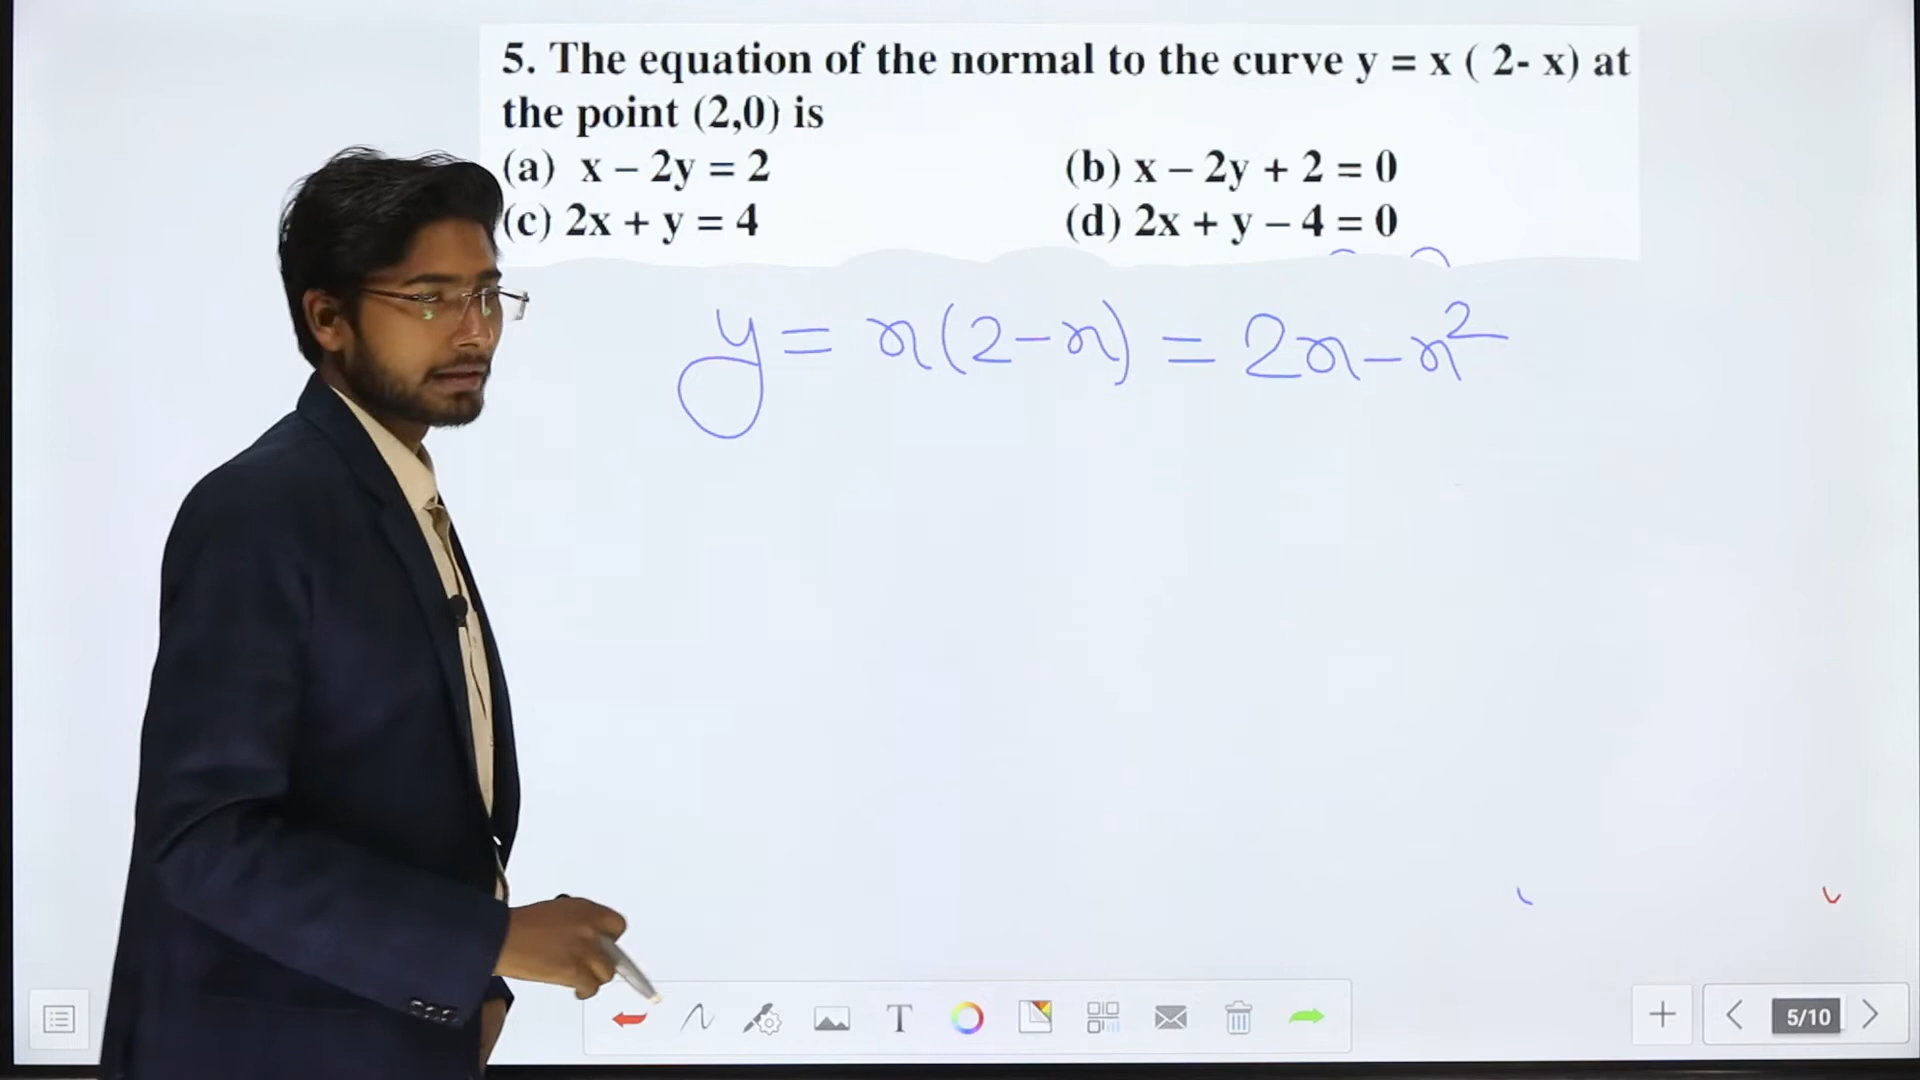 5. The equation of the normal to the curve y = x ( 2- x) at
the point (2,0) is
(a) x – 2y = 2 (b) x – 2y + 2 = 0
(c) 2x + y = 4 (d) 2x + y – 4 = 0
y = x(2-x) = 2x-x²
T
5/10